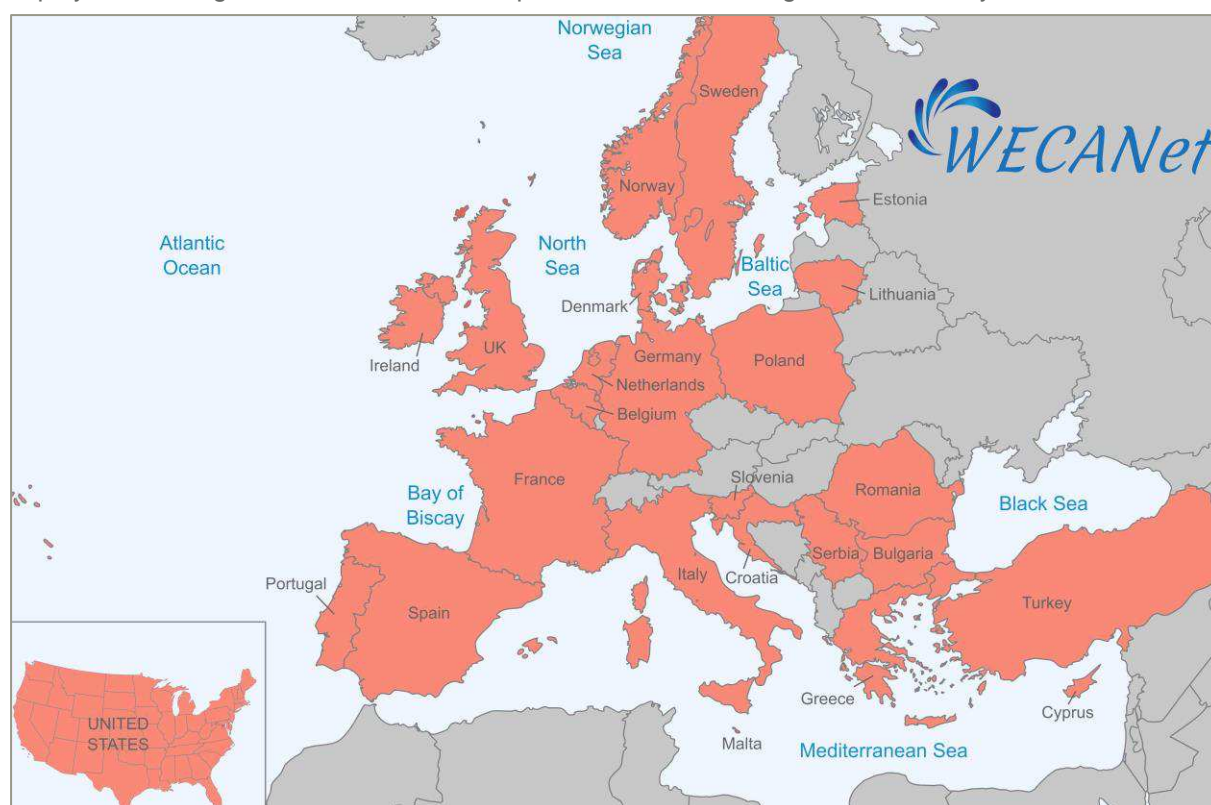 Norwegian
Sea
Sweden
WECANet
Norway
Estonia
Atlantic
Ocean
North
Sea
Baltic
Sea
Denmark
Lithuania
Ireland
UK
Germany
Poland
Netherlands
Belgium
France
Slovenia
Romania
Bay of
Biscay
Black Sea
Serbia
Bulgaria
Portugal
Spain
Italy
Croatia
Turkey
Greece
Cyprus
UNITED
STATES
Malta
Mediterranean Sea